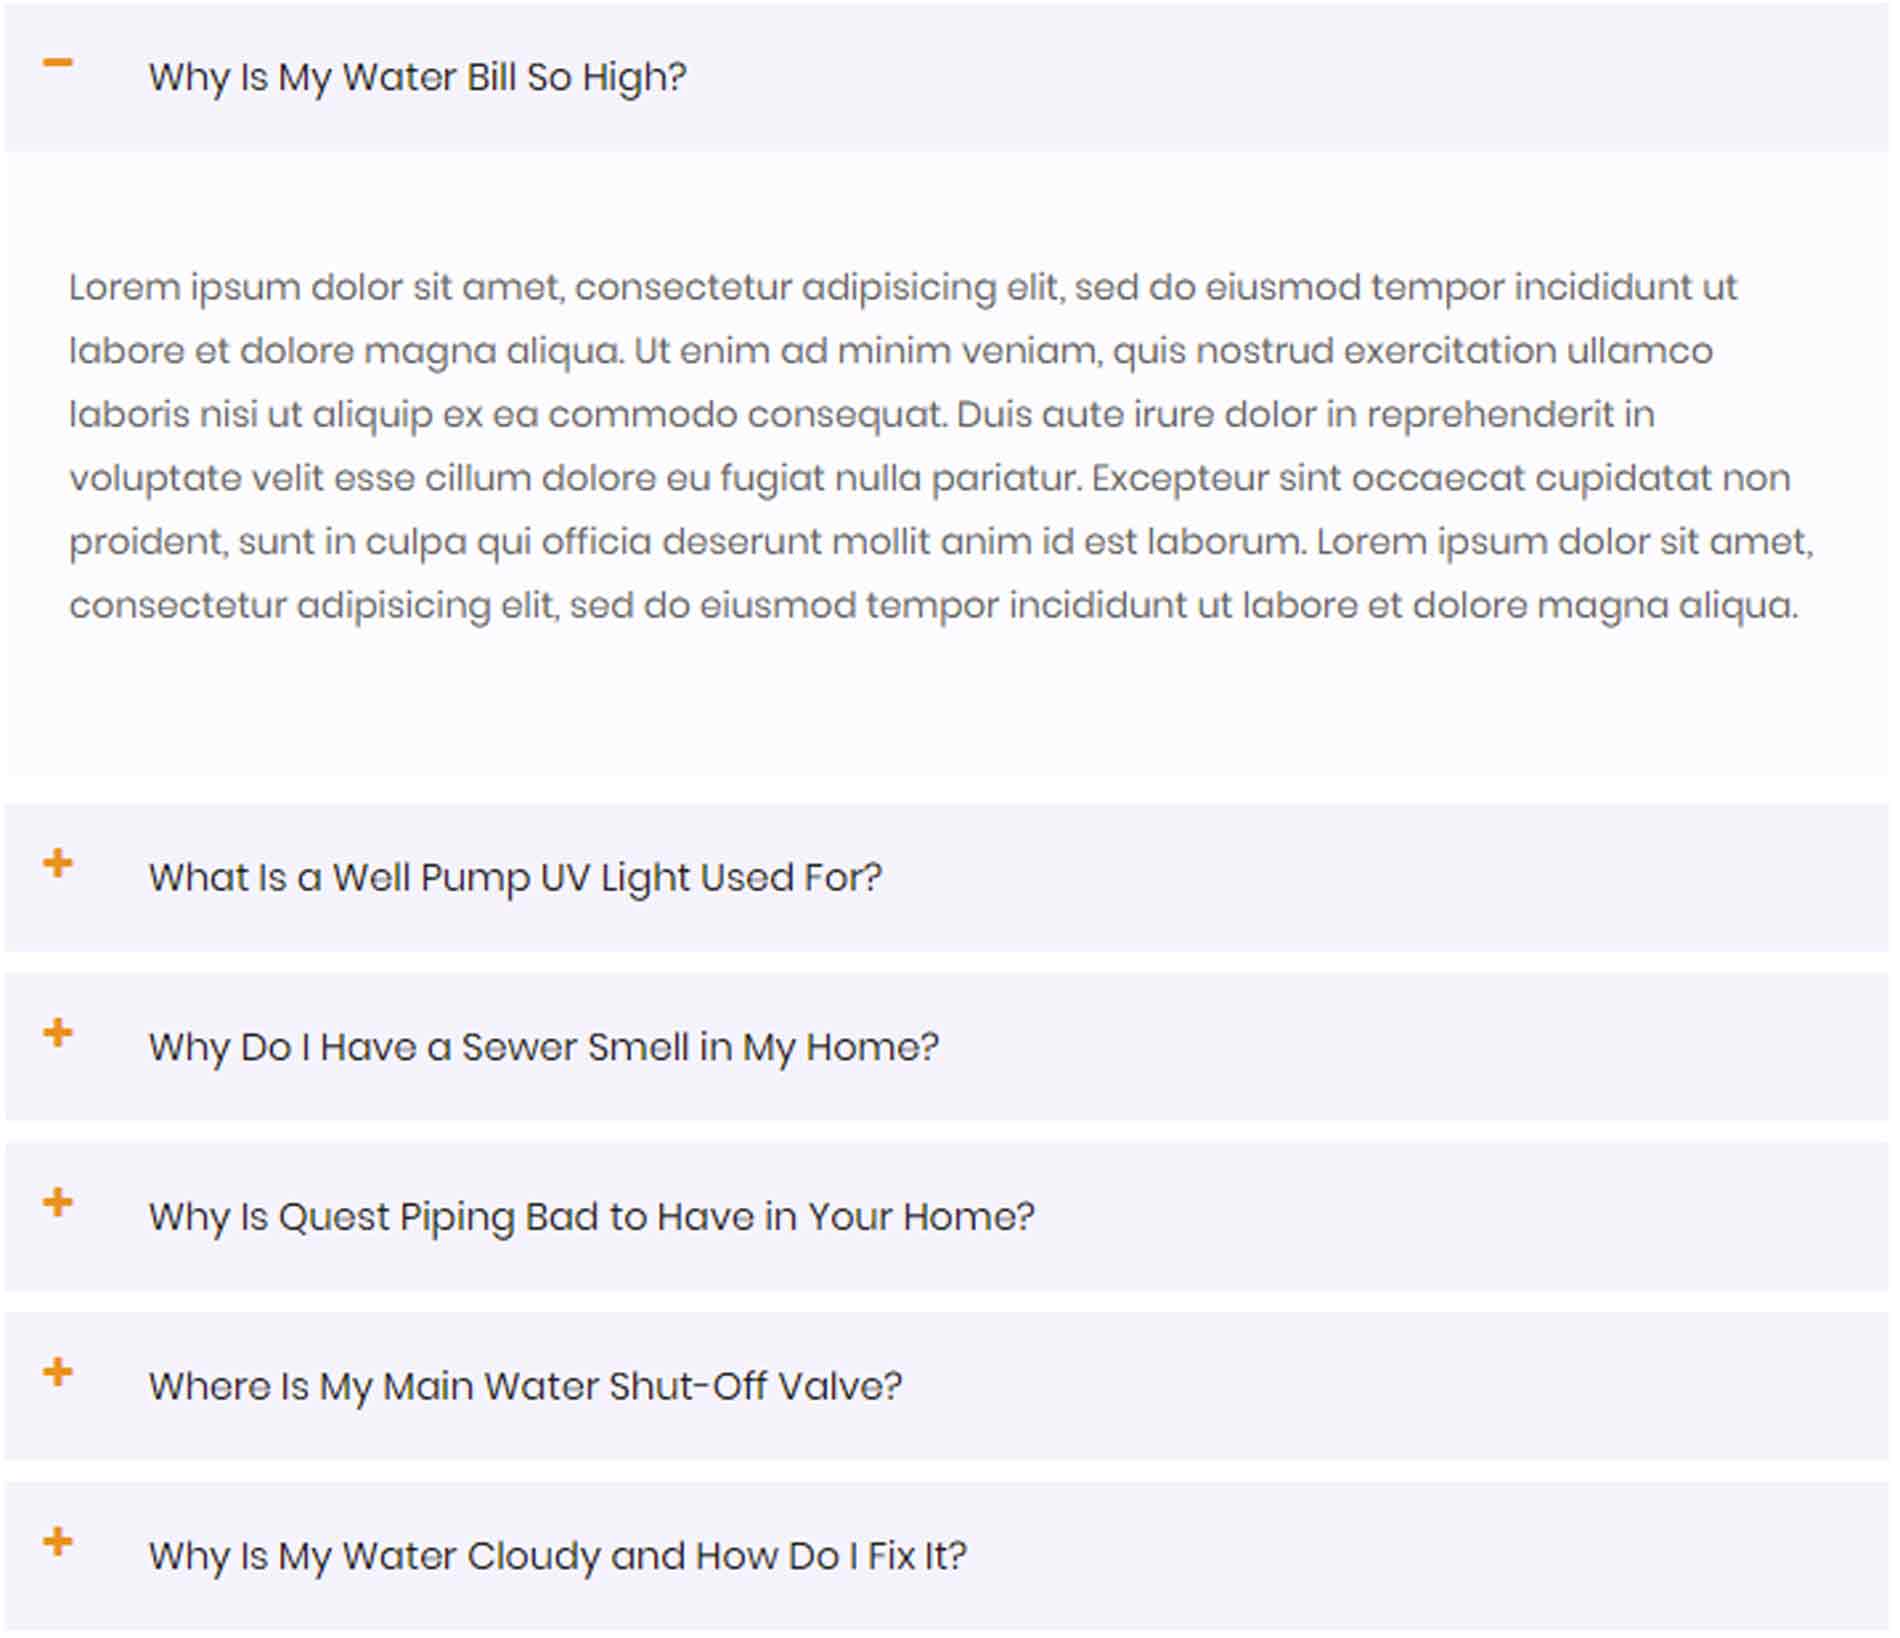 Why Is My Water Bill So High?
Lorem ipsum dolor sit amet, consectetur adipisicing elit, sed do eiusmod tempor incididunt ut
labore et dolore magna aliqua. Ut enim ad minim veniam, quis nostrud exercitation ullamco
laboris nisi ut aliquip ex ea commodo consequat. Duis aute irure dolor in reprehenderit in
voluptate velit esse cillum dolore eu fugiat nulla pariatur. Excepteur sint occaecat cupidatat non
proident, sunt in culpa qui officia deserunt mollit anim id est laborum. Lorem ipsum dolor sit amet,
consectetur adipisicing elit, sed do eiusmod tempor incididunt ut labore et dolore magna aliqua.
What Is a Well Pump UV Light Used For?
Why Do I Have a Sewer Smell in My Home?
Why Is Quest Piping Bad to Have in Your Home?
Where Is My Main Water Shut-Off Valve?
Why Is My Water Cloudy and How Do I Fix It?